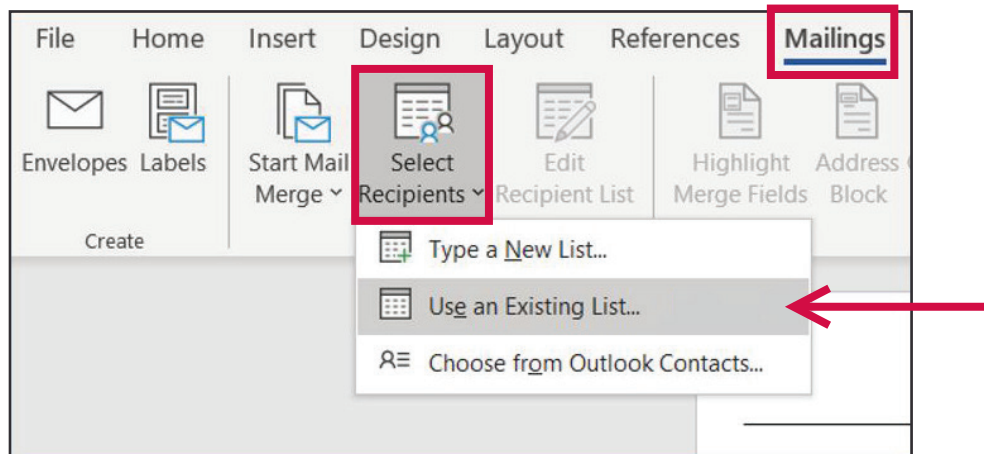 File Home Insert Design Layout References Mailings
Envelopes Labels Start Mail Merge Select Recipients Edit Recipient List Highlight Merge Fields Address Block
Create
Type a New List...
Use an Existing List...
Choose from Outlook Contacts...